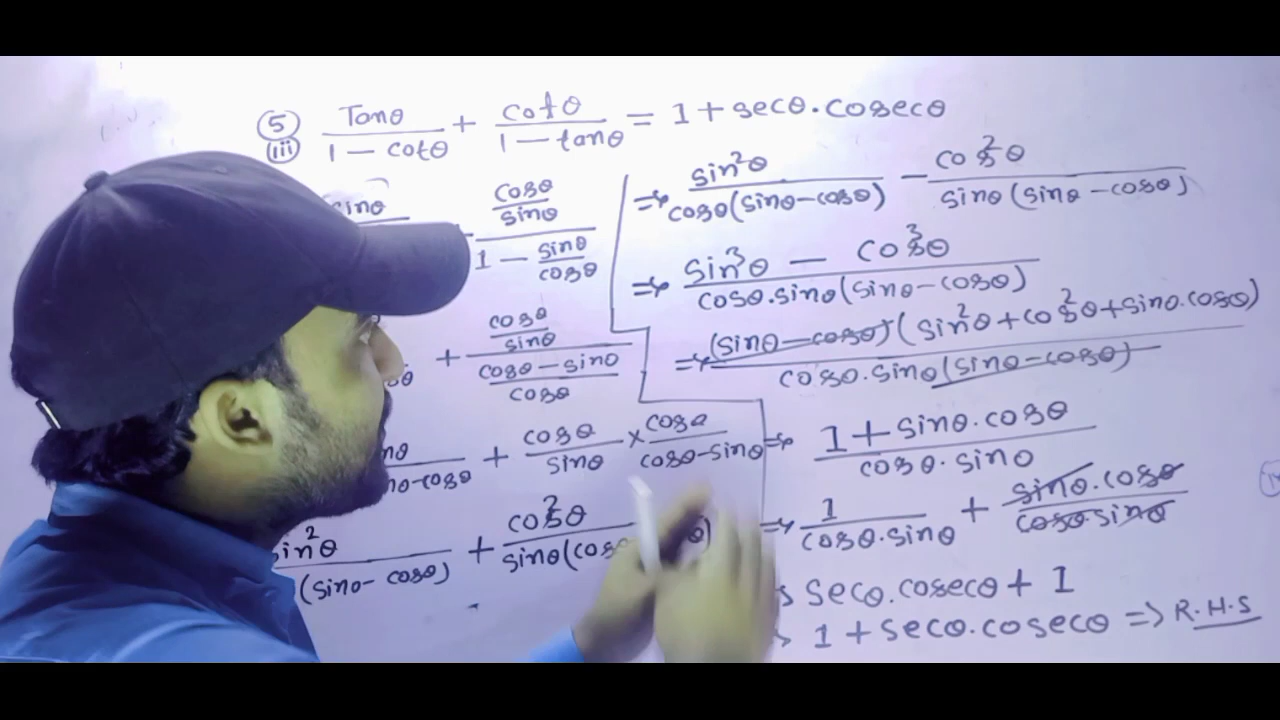 5 Tanθ/(1 - cotθ) + cotθ/(1 - tanθ) = 1 + secθ.cosecθ
(iii)
sinθ
(cosθ/sinθ)/(1 - sinθ/cosθ)
+ (cosθ/sinθ)/((cosθ - sinθ)/cosθ)
+ cosθ/sinθ × cosθ/(cosθ - sinθ)
sin²θ/(sinθ - cosθ) + cos²θ/sinθ(cos
⇒ sin²θ/cosθ(sinθ - cosθ) - cos²θ/sinθ(sinθ - cosθ)
⇒ (sin³θ - cos³θ)/cosθ.sinθ(sinθ - cosθ)
⇒ (sinθ - cosθ)(sin²θ + cos²θ + sinθ.cosθ)/cosθ.sinθ(sinθ - cosθ)
⇒ (1 + sinθ.cosθ)/cosθ.sinθ
⇒ 1/cosθ.sinθ + sinθ.cosθ/cosθ.sinθ
secθ.cosecθ + 1
1 + secθ.cosecθ ⇒ R.H.S